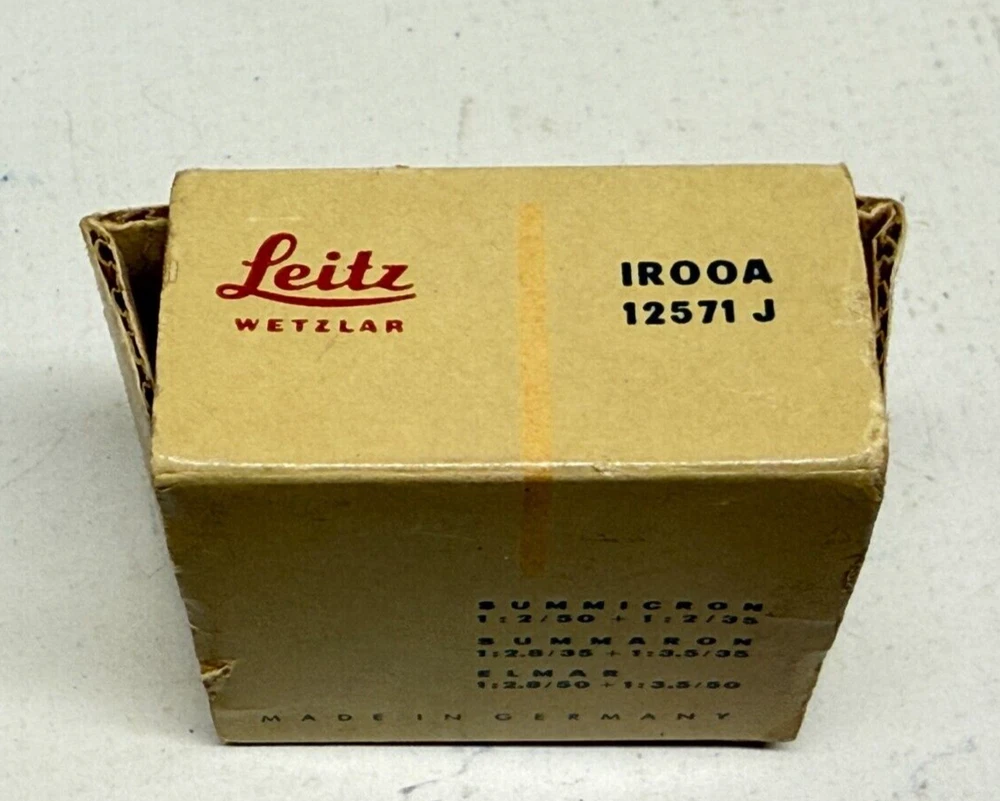 Leitz
WETZLAR
IROOA
12571 J
SUMMICRON
1:2/50 + 1:2/35
SUMMARON
1:2.8/35 + 1:3.5/35
ELMAR
1:2.8/50 + 1:3.5/50
MADE IN GERMANY